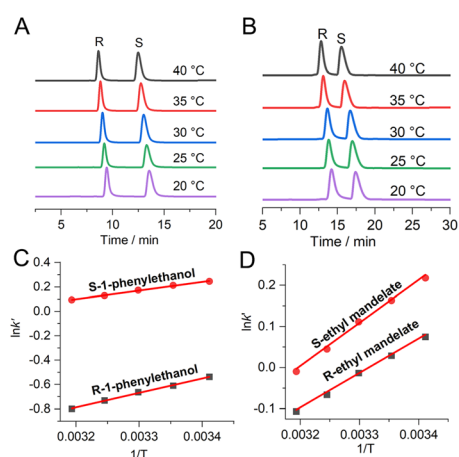 A
R S
40 °C
35 °C
30 °C
25 °C
20 °C
5 10 15 20
Time / min
B
R S
40 °C
35 °C
30 °C
25 °C
20 °C
5 10 15 20 25 30
Time / min
C
lnk'
0.4
0.2
0.0
-0.2
-0.4
-0.6
-0.8
S-1-phenylethanol
R-1-phenylethanol
0.0032 0.0033 0.0034
1/T
D
lnk'
0.2
0.1
0.0
-0.1
S-ethyl mandelate
R-ethyl mandelate
0.0032 0.0033 0.0034
1/T